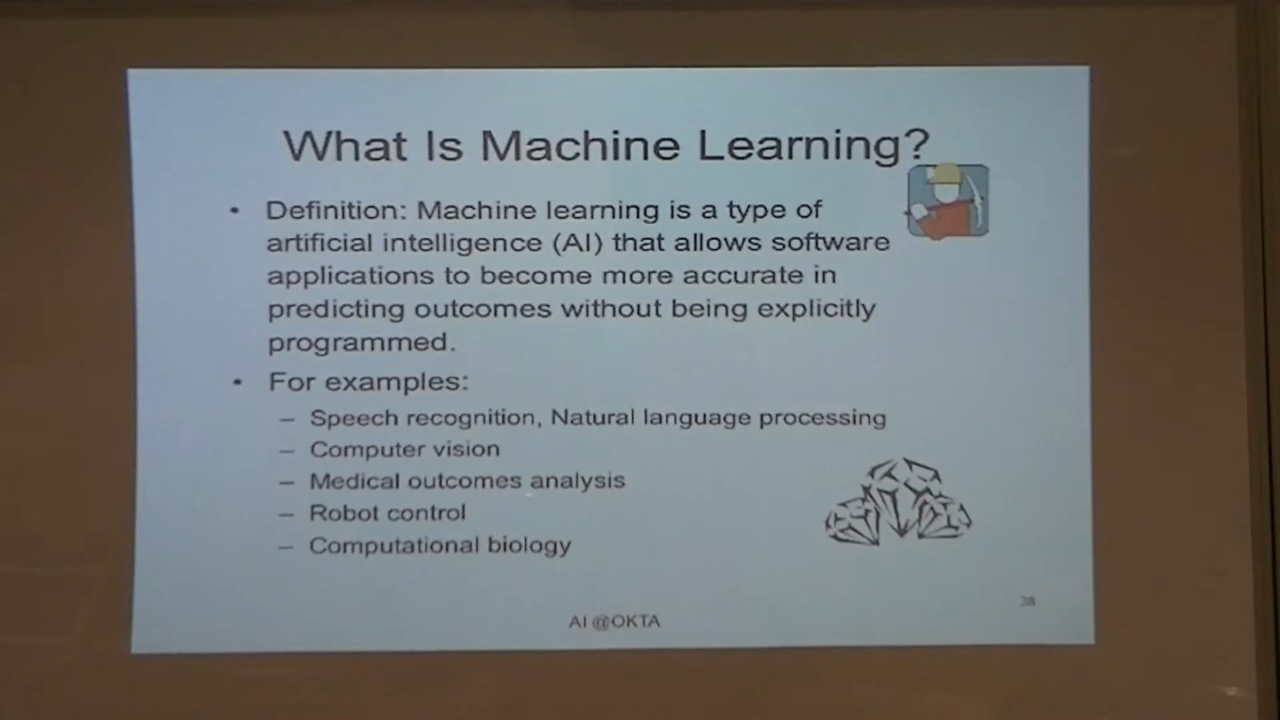 What Is Machine Learning?
• Definition: Machine learning is a type of
artificial intelligence (AI) that allows software
applications to become more accurate in
predicting outcomes without being explicitly
programmed.
• For examples:
– Speech recognition, Natural language processing
– Computer vision
– Medical outcomes analysis
– Robot control
– Computational biology
38
AI @OKTA